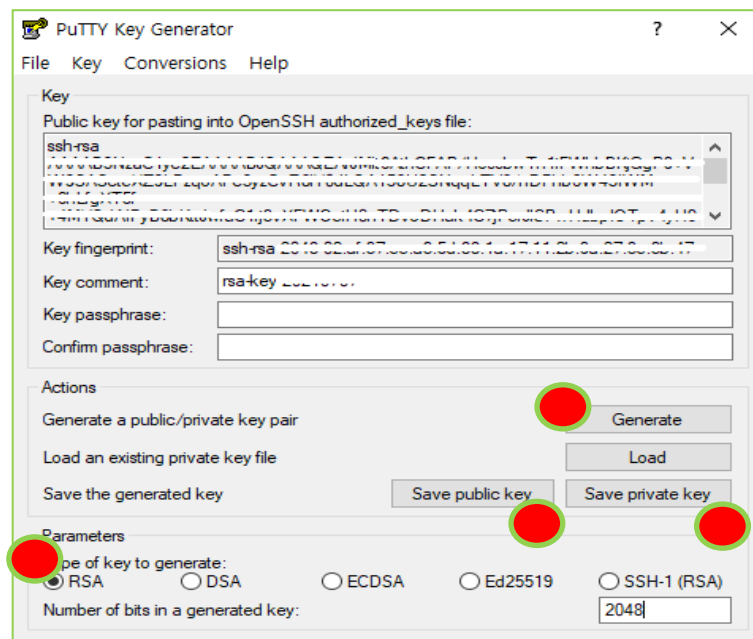 PuTTY Key Generator
?
File Key Conversions Help
Key
Public key for pasting into OpenSSH authorized_keys file:
ssh-rsa
Key fingerprint: ssh-rsa
Key comment: rsa-key
Key passphrase:
Confirm passphrase:
Actions
Generate a public/private key pair Generate
Load an existing private key file Load
Save the generated key Save public key Save private key
Parameters
of key to generate:
RSA DSA ECDSA Ed25519 SSH-1 (RSA)
Number of bits in a generated key: 2048